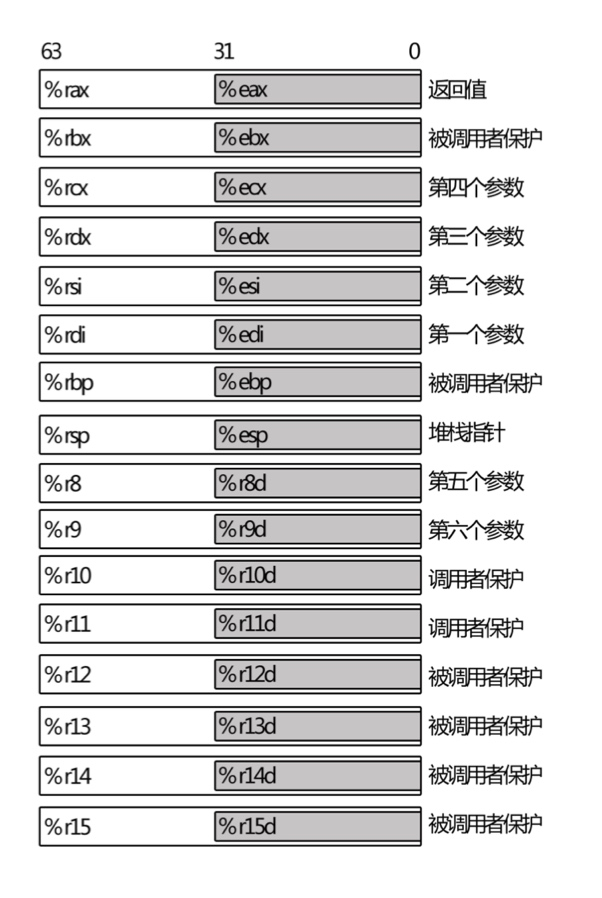 63 31 0
%rax %eax 返回值
%rbx %ebx 被调用者保护
%rcx %ecx 第四个参数
%rdx %edx 第三个参数
%rsi %esi 第二个参数
%rdi %edi 第一个参数
%rbp %ebp 被调用者保护
%rsp %esp 堆栈指针
%r8 %r8d 第五个参数
%r9 %r9d 第六个参数
%r10 %r10d 调用者保护
%r11 %r11d 调用者保护
%r12 %r12d 被调用者保护
%r13 %r13d 被调用者保护
%r14 %r14d 被调用者保护
%r15 %r15d 被调用者保护